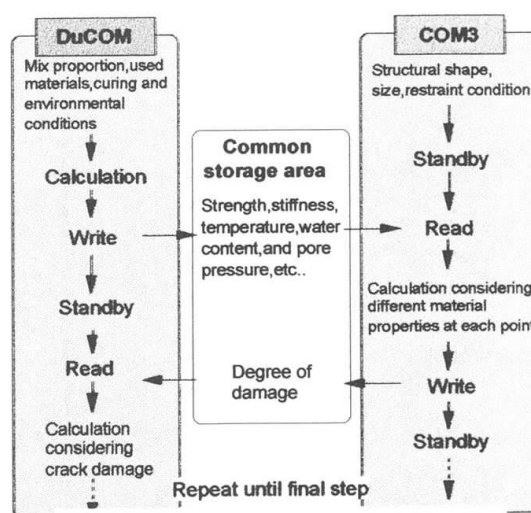 DuCOM
Mix proportion,used
materials,curing and
environmental
conditions
Calculation
Write
Standby
Read
Calculation
considering
crack damage
Common
storage area
Strength,stiffness,
temperature,water
content,and pore
pressure,etc..
Degree of
damage
Repeat until final step
COM3
Structural shape,
size,restraint condition
Standby
Read
Calculation considering
different material
properties at each point
Write
Standby